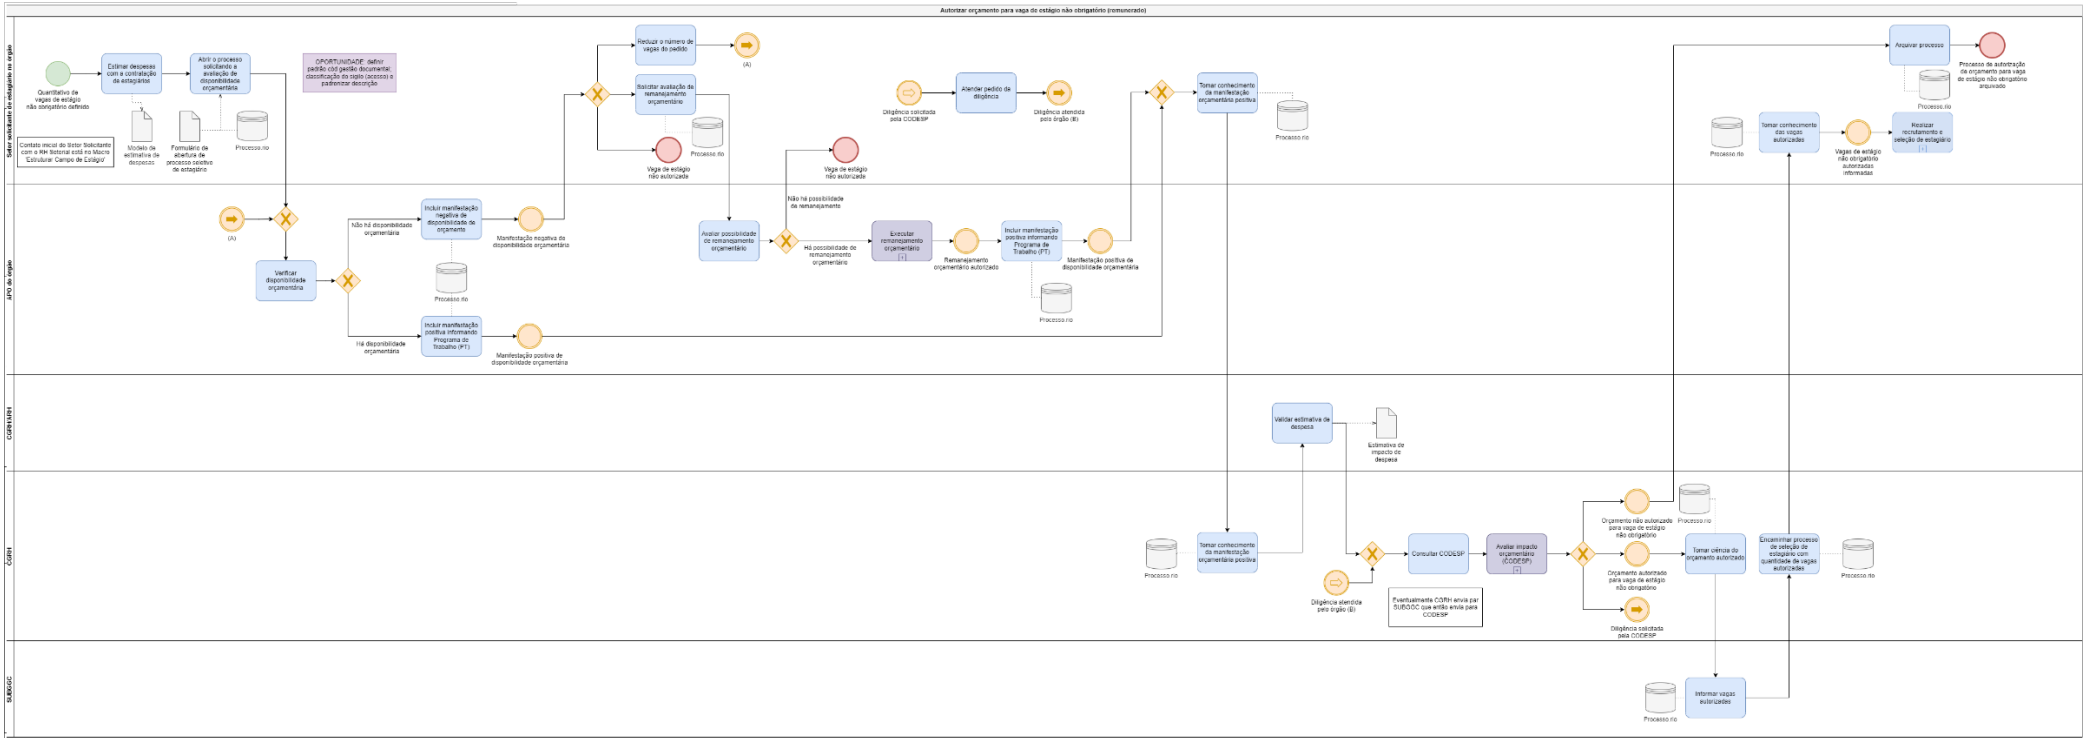 Autorizar orçamento para vaga de estágio não obrigatório (remunerado)
Setor solicitante de estagiário no órgão
Quantitativo de
vagas de estágio
não obrigatório definido
Estimar despesas
com a contratação
de estagiários
Abrir o processo
solicitando a
avaliação de
disponibilidade
orçamentária
OPORTUNIDADE: definir
padrão cód gestão documental,
classificação do sigilo (acesso) e
padronizar descrição
Contato inicial do Setor Solicitante
com o RH Setorial está no Macro
'Estruturar Campo de Estágio'
Modelo de
estimativa de
despesas
Formulário de
abertura de
processo seletivo
de estagiário
Processo.rio
Reduzir o número de
vagas do pedido
(A)
Solicitar avaliação de
remanejamento
orçamentário
Processo.rio
Vaga de estágio
não autorizada
Vaga de estágio
não autorizada
Diligência solicitada
pela CODESP
Atender pedido de
diligência
Diligência atendida
pelo órgão (B)
Tomar conhecimento
da manifestação
orçamentária positiva
Processo.rio
Arquivar processo
Processo.rio
Processo de autorização
de orçamento para vaga
de estágio não obrigatório
arquivado
Processo.rio
Tomar conhecimento
das vagas
autorizadas
Vagas de estágio
não obrigatório
autorizadas
informadas
Realizar
recrutamento e
seleção de estagiário
APO do órgão
(A)
Verificar
disponibilidade
orçamentária
Não há disponibilidade
orçamentária
Há disponibilidade
orçamentária
Incluir manifestação
negativa de
disponibilidade de
orçamento
Manifestação negativa de
disponibilidade orçamentária
Processo.rio
Incluir manifestação
positiva informando
Programa de
Trabalho (PT)
Manifestação positiva de
disponibilidade orçamentária
Avaliar possibilidade
de remanejamento
orçamentário
Não há possibilidade
de remanejamento
Há possibilidade de
remanejamento
orçamentário
Executar
remanejamento
orçamentário
Remanejamento
orçamentário autorizado
Incluir manifestação
positiva informando
Programa de
Trabalho (PT)
Processo.rio
Manifestação positiva de
disponibilidade orçamentária
Validar estimativa de
despesa
Estimativa de
impacto de
despesa
CGRH
Processo.rio
Tomar conhecimento
da manifestação
orçamentária positiva
Diligência atendida
pelo órgão (B)
Consultar CODESP
Eventualmente CGRH envia par
SUBGGC que então envia para
CODESP
Avaliar impacto
orçamentário
(CODESP)
Orçamento não autorizado
para vaga de estágio
não obrigatório
Orçamento autorizado
para vaga de estágio
não obrigatório
Diligência solicitada
pela CODESP
Processo.rio
Tomar ciência do
orçamento autorizado
Encaminhar processo
de seleção de
estagiário com
quantidade de vagas
autorizadas
Processo.rio
SUBGGC
Processo.rio
Informar vagas
autorizadas